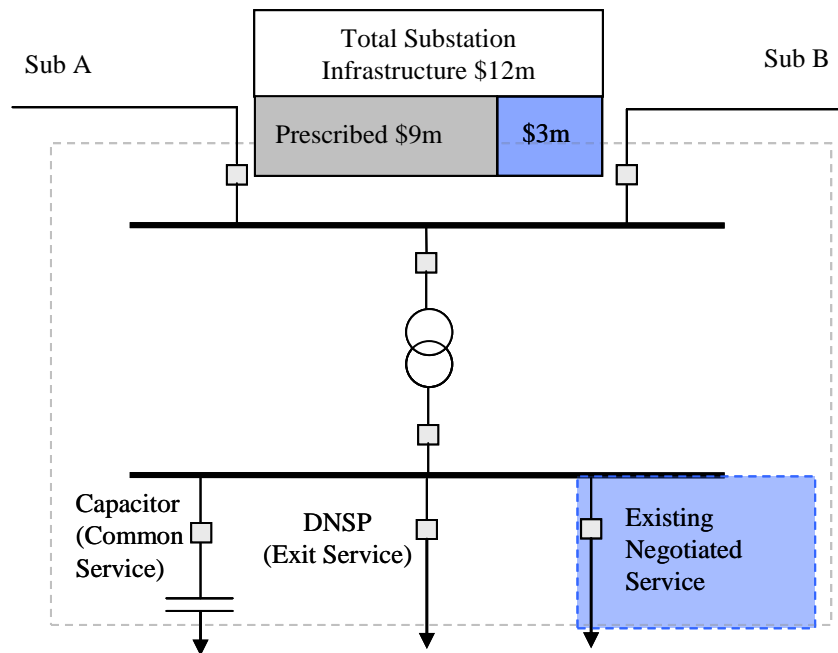 Total Substation
Infrastructure $12m
Sub A
Sub B
Prescribed $9m
$3m
Capacitor
(Common
Service)
DNSP
(Exit Service)
Existing
Negotiated
Service